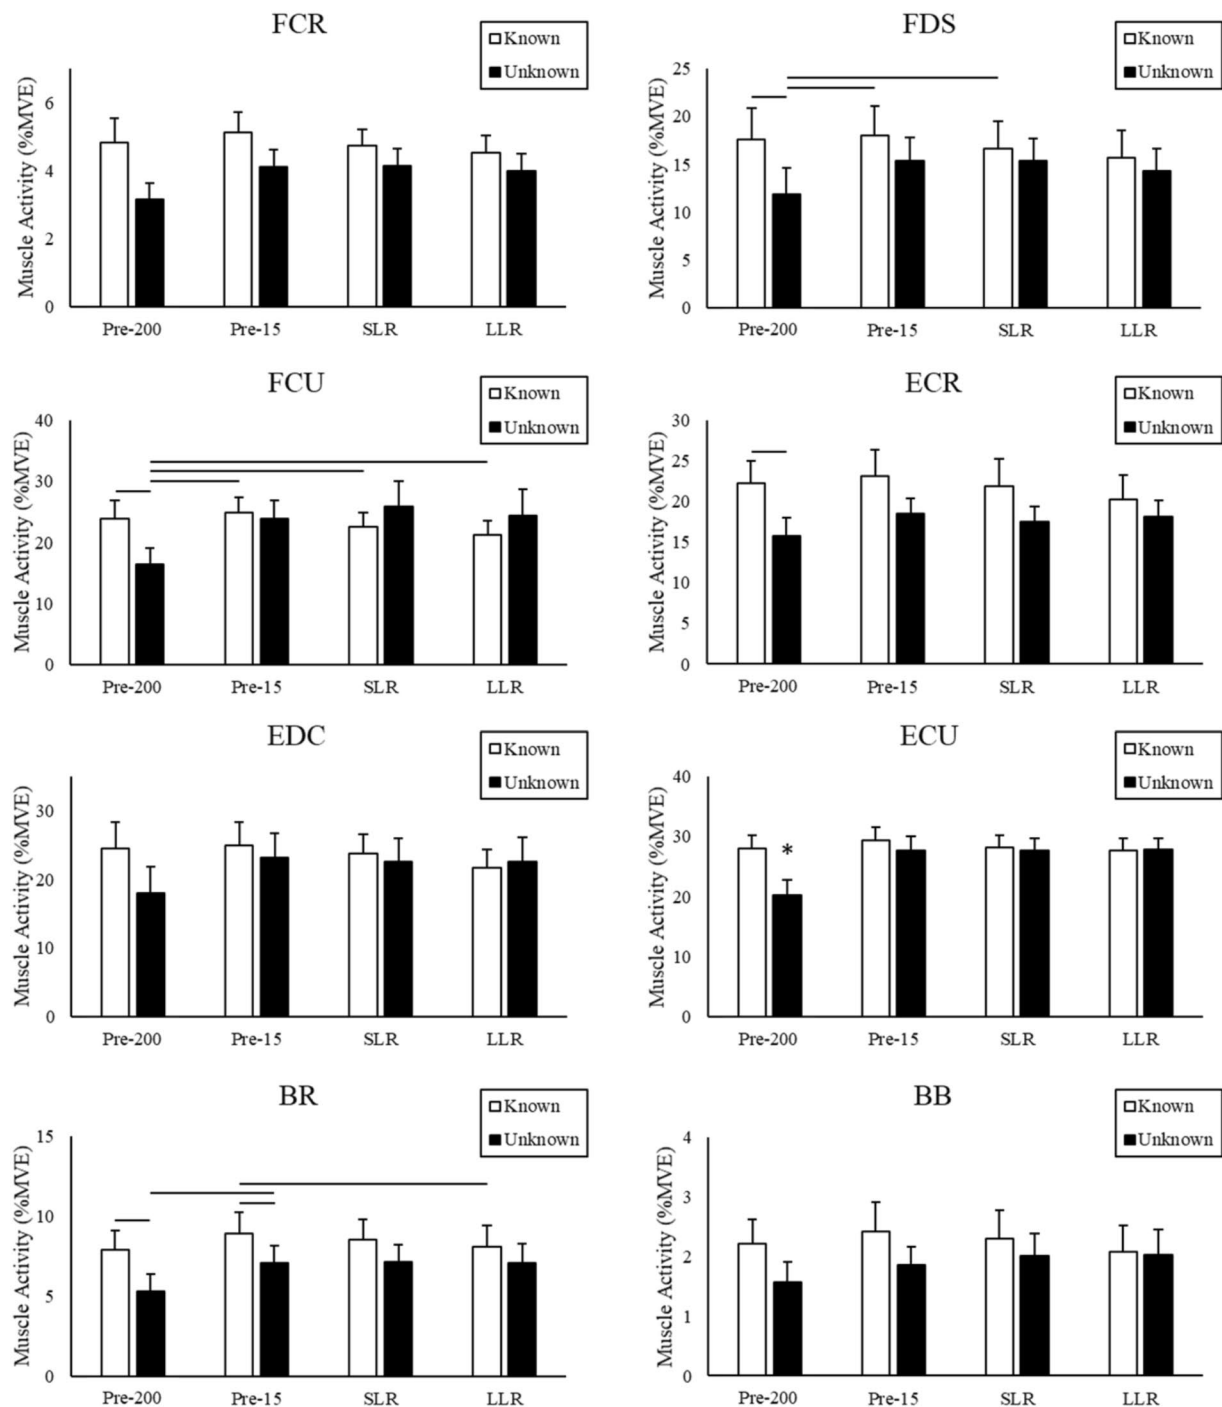 FCR
Known
Unknown
Muscle Activity (%MVE)
6
4
2
0
Pre-200 Pre-15 SLR LLR
FDS
Known
Unknown
Muscle Activity (%MVE)
25
20
15
10
5
0
Pre-200 Pre-15 SLR LLR
FCU
Known
Unknown
Muscle Activity (%MVE)
40
30
20
10
0
Pre-200 Pre-15 SLR LLR
ECR
Known
Unknown
Muscle Activity (%MVE)
30
25
20
15
10
5
0
Pre-200 Pre-15 SLR LLR
EDC
Known
Unknown
Muscle Activity (%MVE)
30
20
10
0
Pre-200 Pre-15 SLR LLR
ECU
Known
Unknown
Muscle Activity (%MVE)
40
30
20
10
0
*
Pre-200 Pre-15 SLR LLR
BR
Known
Unknown
Muscle Activity (%MVE)
15
10
5
0
Pre-200 Pre-15 SLR LLR
BB
Known
Unknown
Muscle Activity (%MVE)
4
3
2
1
0
Pre-200 Pre-15 SLR LLR